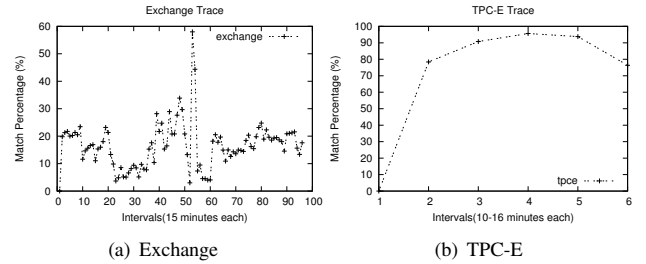 Exchange Trace
Match Percentage (%)
60
50
40
30
20
10
0
exchange
0 10 20 30 40 50 60 70 80 90 100
Intervals(15 minutes each)
(a) Exchange
TPC-E Trace
Match Percentage (%)
100
90
80
70
60
50
40
30
20
10
0
tpce
1 2 3 4 5 6
Intervals(10-16 minutes each)
(b) TPC-E